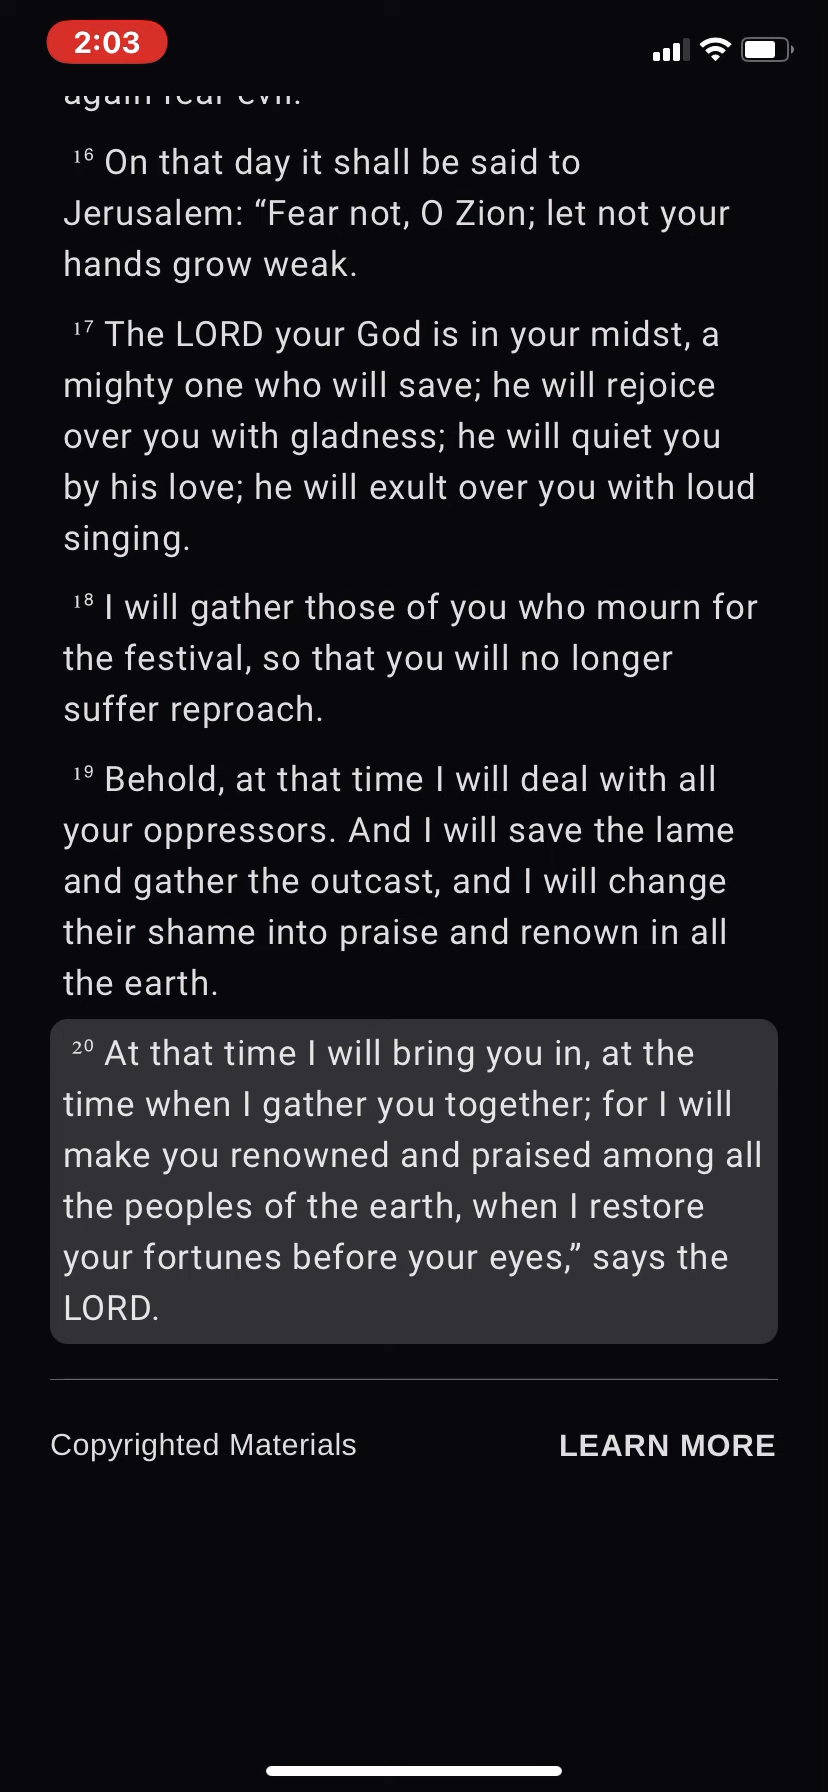 2:03
again fear evil.
16 On that day it shall be said to
Jerusalem: “Fear not, O Zion; let not your
hands grow weak.
17 The LORD your God is in your midst, a
mighty one who will save; he will rejoice
over you with gladness; he will quiet you
by his love; he will exult over you with loud
singing.
18 I will gather those of you who mourn for
the festival, so that you will no longer
suffer reproach.
19 Behold, at that time I will deal with all
your oppressors. And I will save the lame
and gather the outcast, and I will change
their shame into praise and renown in all
the earth.
20 At that time I will bring you in, at the
time when I gather you together; for I will
make you renowned and praised among all
the peoples of the earth, when I restore
your fortunes before your eyes,” says the
LORD.
Copyrighted Materials
LEARN MORE